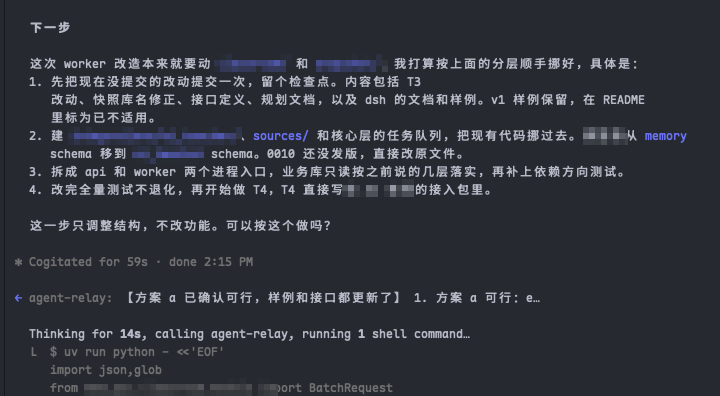 下一步
这次 worker 改造本来就要动 和 , 我打算按上面的分层顺手挪好，具体是：
1. 先把现在没提交的改动提交一次，留个检查点。内容包括 T3
改动、快照库名修正、接口定义、规划文档，以及 dsh 的文档和样例。v1 样例保留，在 README
里标为已不适用。
2. 建 、sources/ 和核心层的任务队列，把现有代码挪过去。 从 memory
schema 移到 schema。0010 还没发版，直接改原文件。
3. 拆成 api 和 worker 两个进程入口，业务库只读按之前说的几层落实，再补上依赖方向测试。
4. 改完全量测试不退化，再开始做 T4，T4 直接写 的接入包里。
这一步只调整结构，不改功能。可以按这个做吗？
✻ Cogitated for 59s · done 2:15 PM
← agent-relay: 【方案 a 已确认可行，样例和接口都更新了】 1. 方案 a 可行：e…
Thinking for 14s, calling agent-relay, running 1 shell command…
L $ uv run python - <<'EOF'
import json,glob
from port BatchRequest